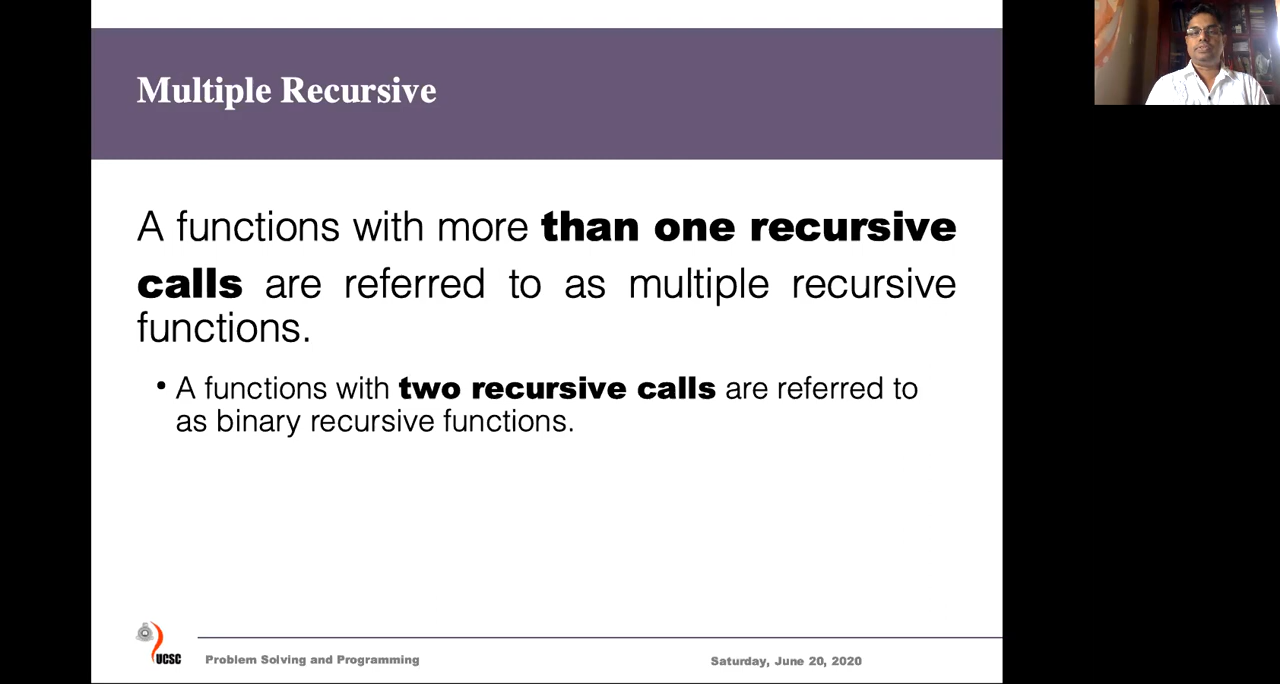 Multiple Recursive
A functions with more than one recursive
calls are referred to as multiple recursive
functions.
• A functions with two recursive calls are referred to
as binary recursive functions.
UCSC
Problem Solving and Programming
Saturday, June 20, 2020